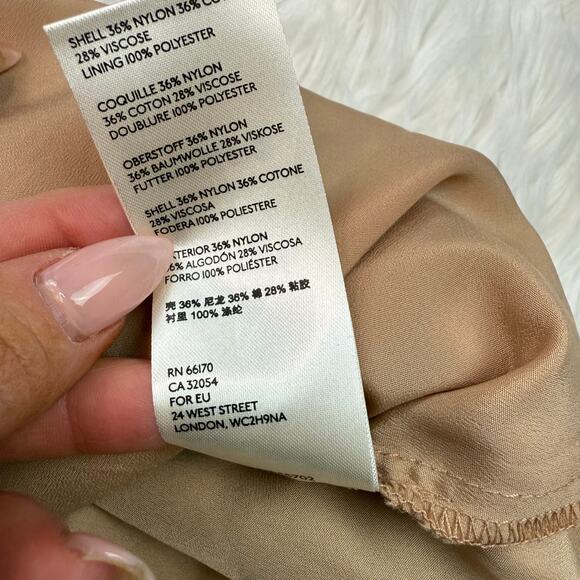 SHELL 36% NYLON 36%
28% VISCOSE
LINING 100% POLYESTER
COQUILLE 36% NYLON
36% COTON 28% VISCOSE
DOUBLURE 100% POLYESTER
OBERSTOFF 36% NYLON
36% BAUMWOLLE 28% VISKOSE
FUTTER 100% POLYESTER
SHELL 36% NYLON 36% COTONE
28% VISCOSA
FODERA 100% POLIESTERE
XTERIOR 36% NYLON
36% ALGODÓN 28% VISCOSA
FORRO 100% POLIÉSTER
壳 36% 尼龙 36% 棉 28% 粘胶
衬里 100% 涤纶
RN 66170
CA 32054
FOR EU
24 WEST STREET
LONDON, WC2H9NA